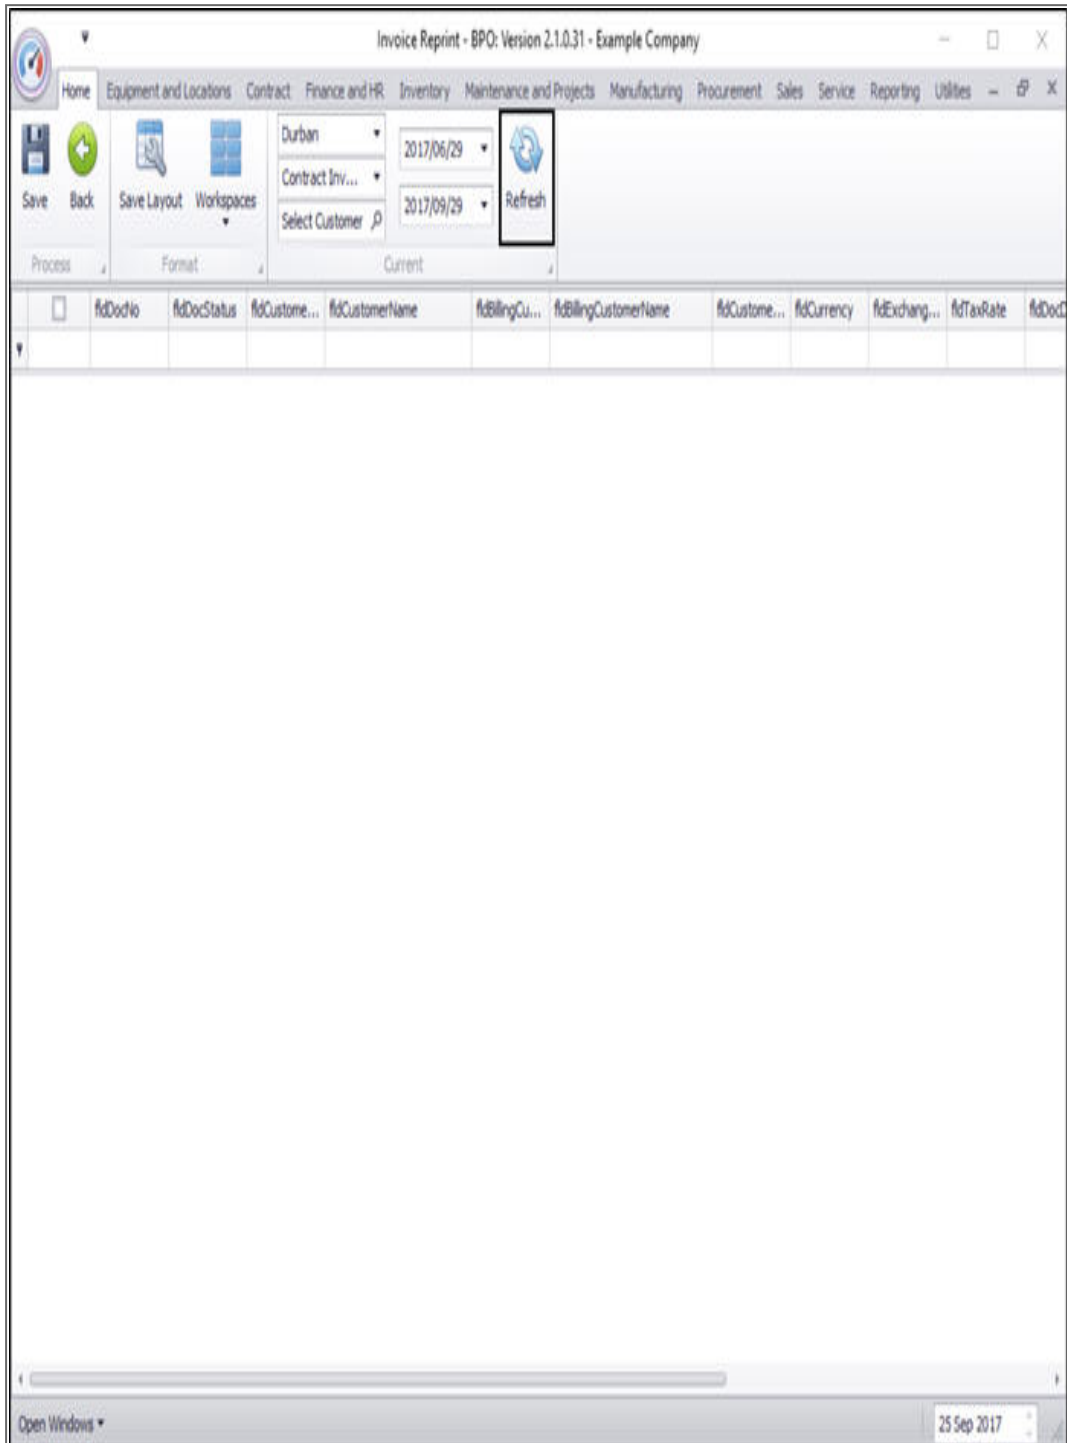 Invoice Reprint - BPO: Version 2.1.0.31 - Example Company
Home Equipment and Locations Contract Finance and HR Inventory Maintenance and Projects Manufacturing Procurement Sales Service Reporting Utilities
Durban
2017/06/29
Contract Inv...
Save Back Save Layout Workspaces
2017/09/29
Refresh
Select Customer
Process Format Current
fldDocNo fldDocStatus fldCustome... fldCustomerName fldBillingCu... fldBillingCustomerName fldCustome... fldCurrency fldExchang... fldTaxRate fldDocD
Open Windows
25 Sep 2017